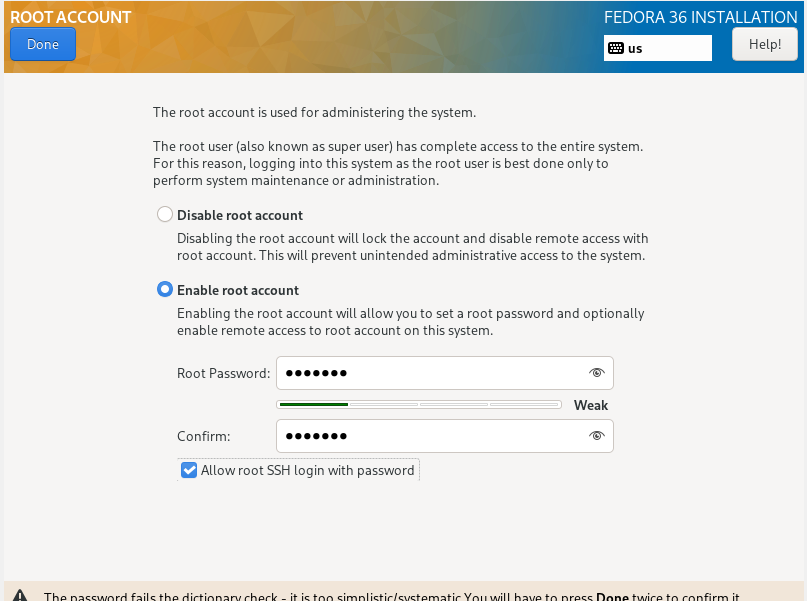 ROOT ACCOUNT
FEDORA 36 INSTALLATION
Done
us
Help!
The root account is used for administering the system.
The root user (also known as super user) has complete access to the entire system.
For this reason, logging into this system as the root user is best done only to
perform system maintenance or administration.
Disable root account
Disabling the root account will lock the account and disable remote access with
root account. This will prevent unintended administrative access to the system.
Enable root account
Enabling the root account will allow you to set a root password and optionally
enable remote access to root account on this system.
Root Password: ●●●●●●●
Weak
Confirm: ●●●●●●●
Allow root SSH login with password
The password fails the dictionary check - it is too simplistic/systematic You will have to press Done twice to confirm it